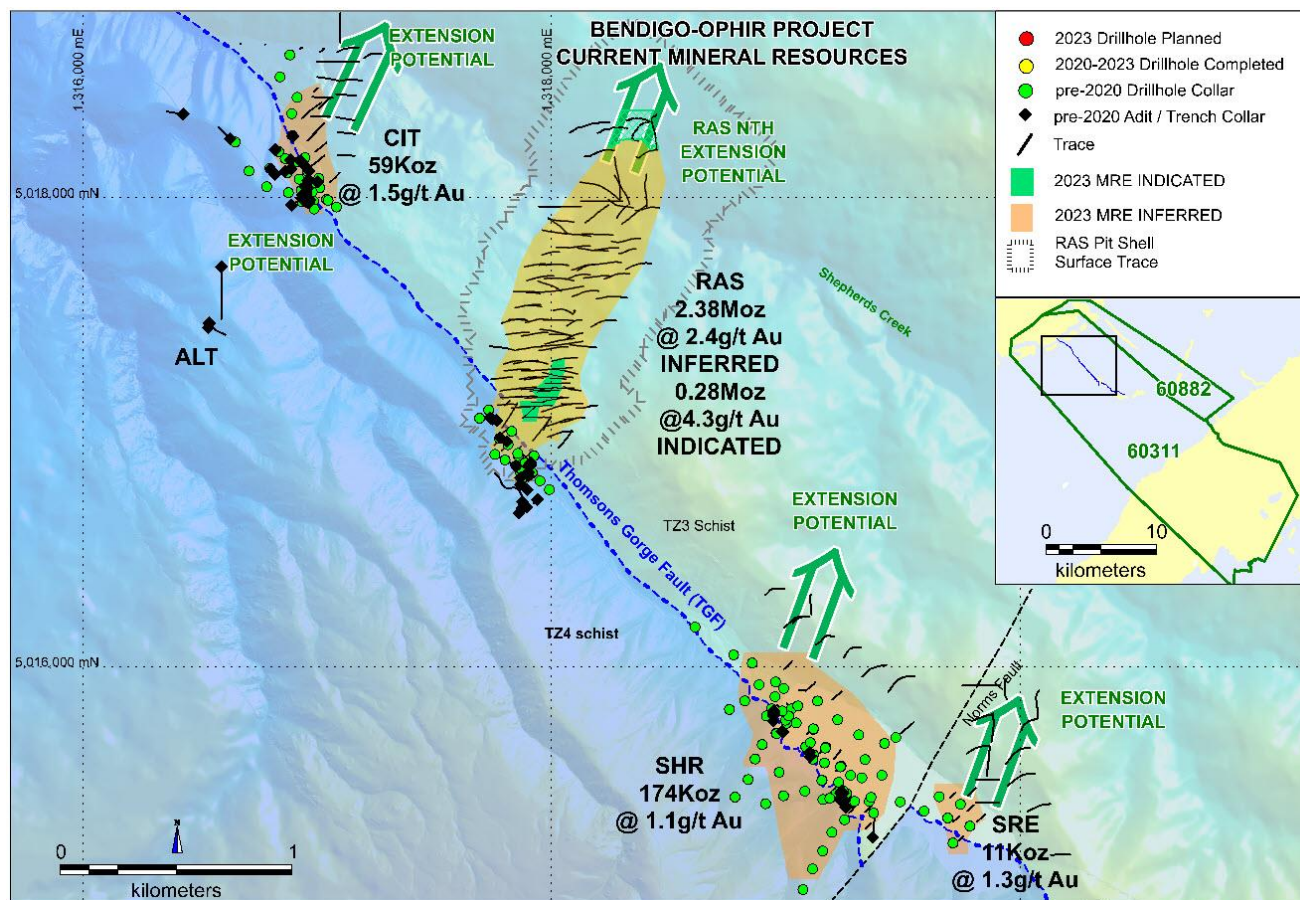 BENDIGO-OPHIR PROJECT
CURRENT MINERAL RESOURCES
1,316,000 mE
1,318,000 mE
5,018,000 mN
5,016,000 mN
EXTENSION
POTENTIAL
CIT
59Koz
@ 1.5g/t Au
EXTENSION
POTENTIAL
ALT
RAS NTH
EXTENSION
POTENTIAL
RAS
2.38Moz
@ 2.4g/t Au
INFERRED
0.28Moz
@4.3g/t Au
INDICATED
Shepherds Creek
Thomsons Gorge Fault (TGF)
TZ3 Schist
TZ4 schist
EXTENSION
POTENTIAL
Norms Fault
EXTENSION
POTENTIAL
SHR
174Koz
@ 1.1g/t Au
SRE
11Koz
@ 1.3g/t Au
N
0 1
kilometers
2023 Drillhole Planned
2020-2023 Drillhole Completed
pre-2020 Drillhole Collar
pre-2020 Adit / Trench Collar
Trace
2023 MRE INDICATED
2023 MRE INFERRED
RAS Pit Shell
Surface Trace
60882
60311
0 10
kilometers